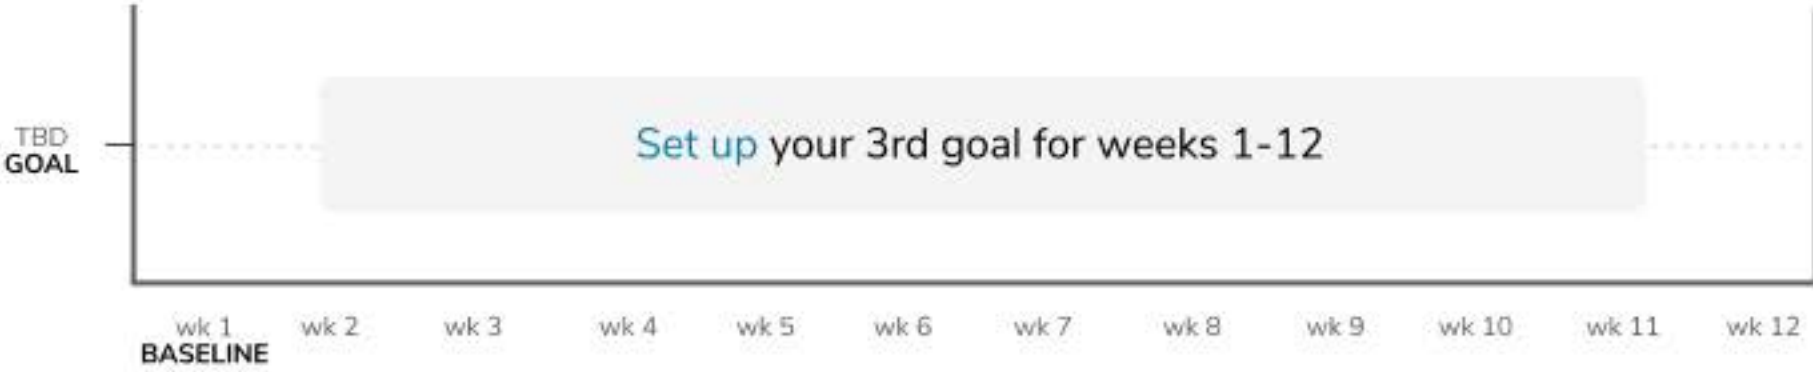 TBD
GOAL
Set up your 3rd goal for weeks 1-12
wk 1 wk 2 wk 3 wk 4 wk 5 wk 6 wk 7 wk 8 wk 9 wk 10 wk 11 wk 12
BASELINE